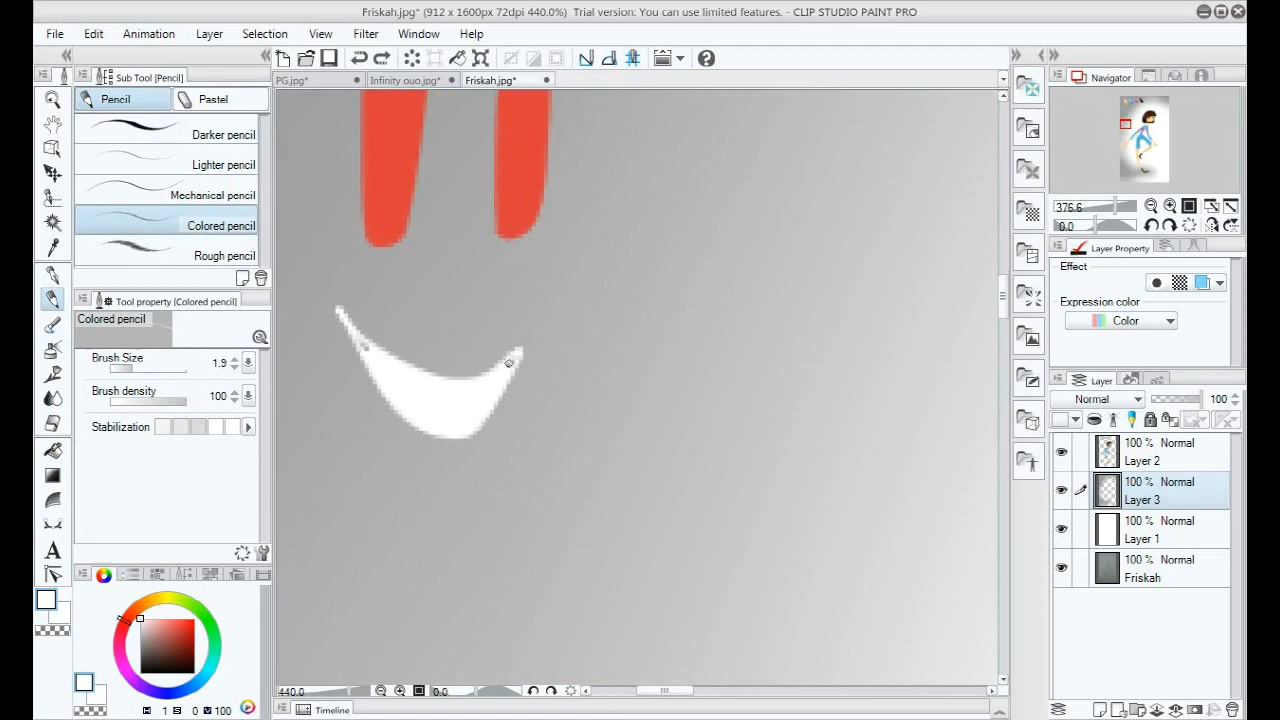 Friskah.jpg* (912 x 1600px 72dpi 440.0%) Trial version: You can use limited features. - CLIP STUDIO PAINT PRO
File Edit Animation Layer Selection View Filter Window Help
Sub Tool [Pencil]
PG.jpg* Infinity ouo.jpg* Friskah.jpg*
Navigator
Pencil Pastel
Darker pencil
Lighter pencil
Mechanical pencil
Colored pencil
Rough pencil
376.6
0.0
Layer Property
Effect
Expression color
Color
Tool property [Colored pencil]
Colored pencil
Brush Size 1.9
Brush density 100
Stabilization
Layer
Normal 100
100 % Normal
Layer 2
100 % Normal
Layer 3
100 % Normal
Layer 1
100 % Normal
Friskah
A
440.0 0.0
H 1 S 0 V 100
Timeline